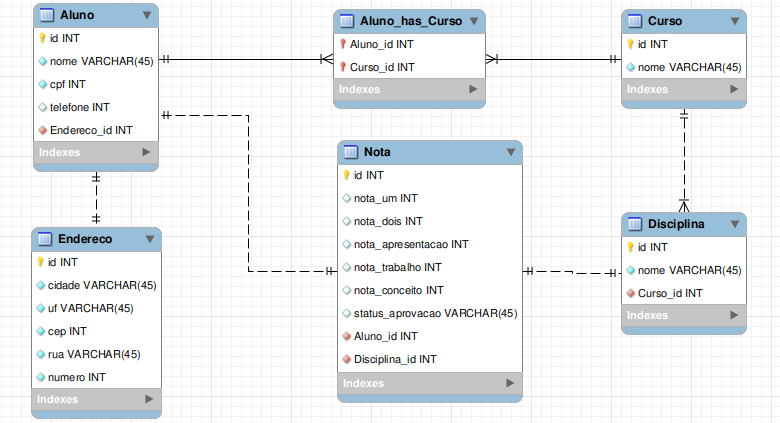 Aluno
id INT
nome VARCHAR(45)
cpf INT
telefone INT
Endereco_id INT
Indexes
Aluno_has_Curso
Aluno_id INT
Curso_id INT
Indexes
Curso
id INT
nome VARCHAR(45)
Indexes
Endereco
id INT
cidade VARCHAR(45)
uf VARCHAR(45)
cep INT
rua VARCHAR(45)
numero INT
Indexes
Nota
id INT
nota_um INT
nota_dois INT
nota_apresentacao INT
nota_trabalho INT
nota_conceito INT
status_aprovacao VARCHAR(45)
Aluno_id INT
Disciplina_id INT
Indexes
Disciplina
id INT
nome VARCHAR(45)
Curso_id INT
Indexes